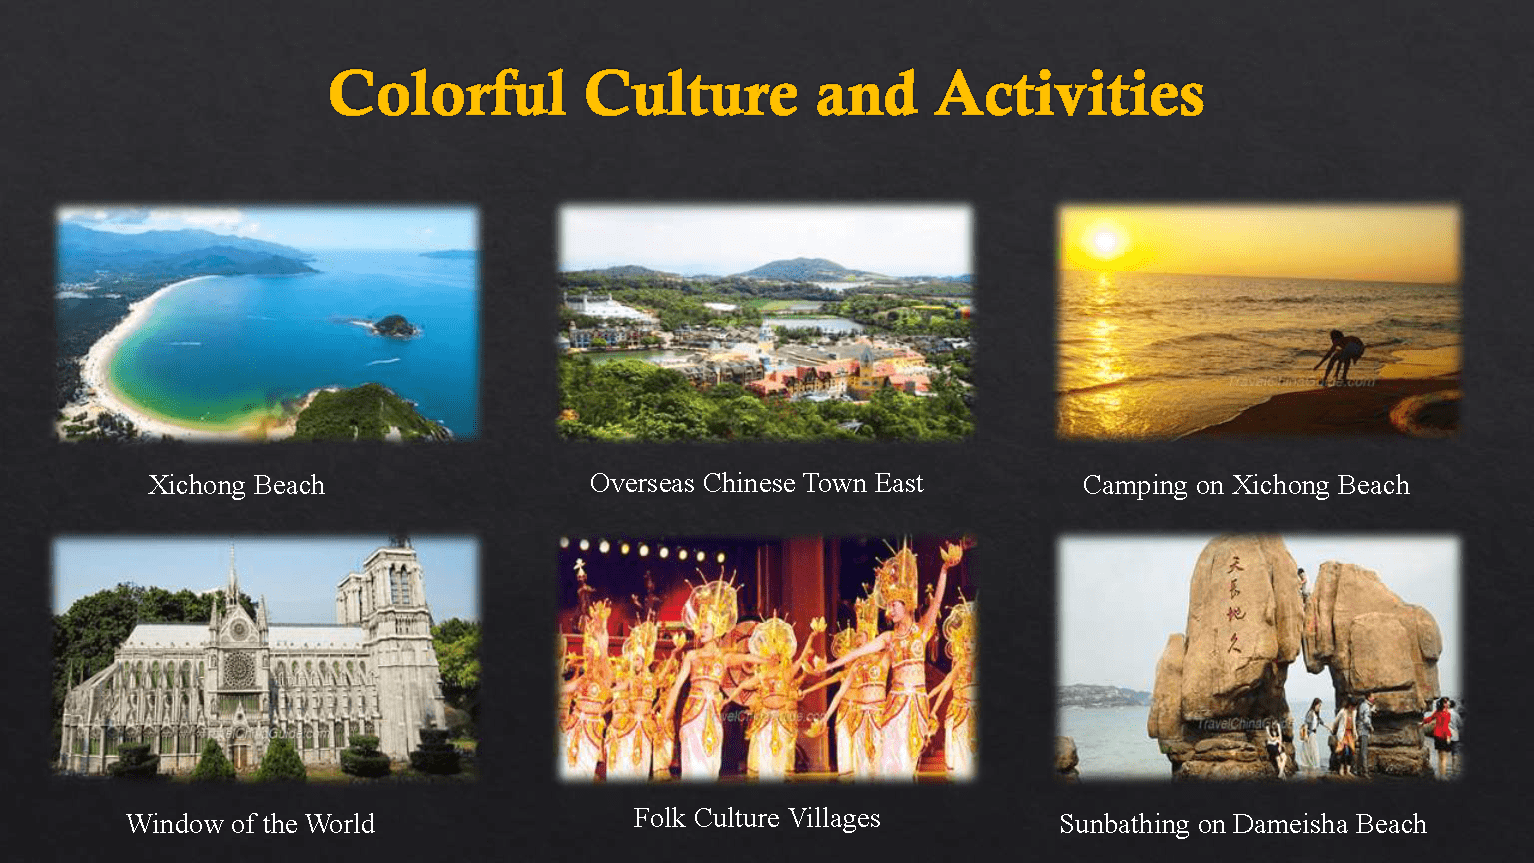 Colorful Culture and Activities
TravelChinaGuide.com
Xichong Beach
Overseas Chinese Town East
Camping on Xichong Beach
天長地久
TravelChinaGuide.com
TravelChinaGuide.com
TravelChinaGuide
Window of the World
Folk Culture Villages
Sunbathing on Dameisha Beach